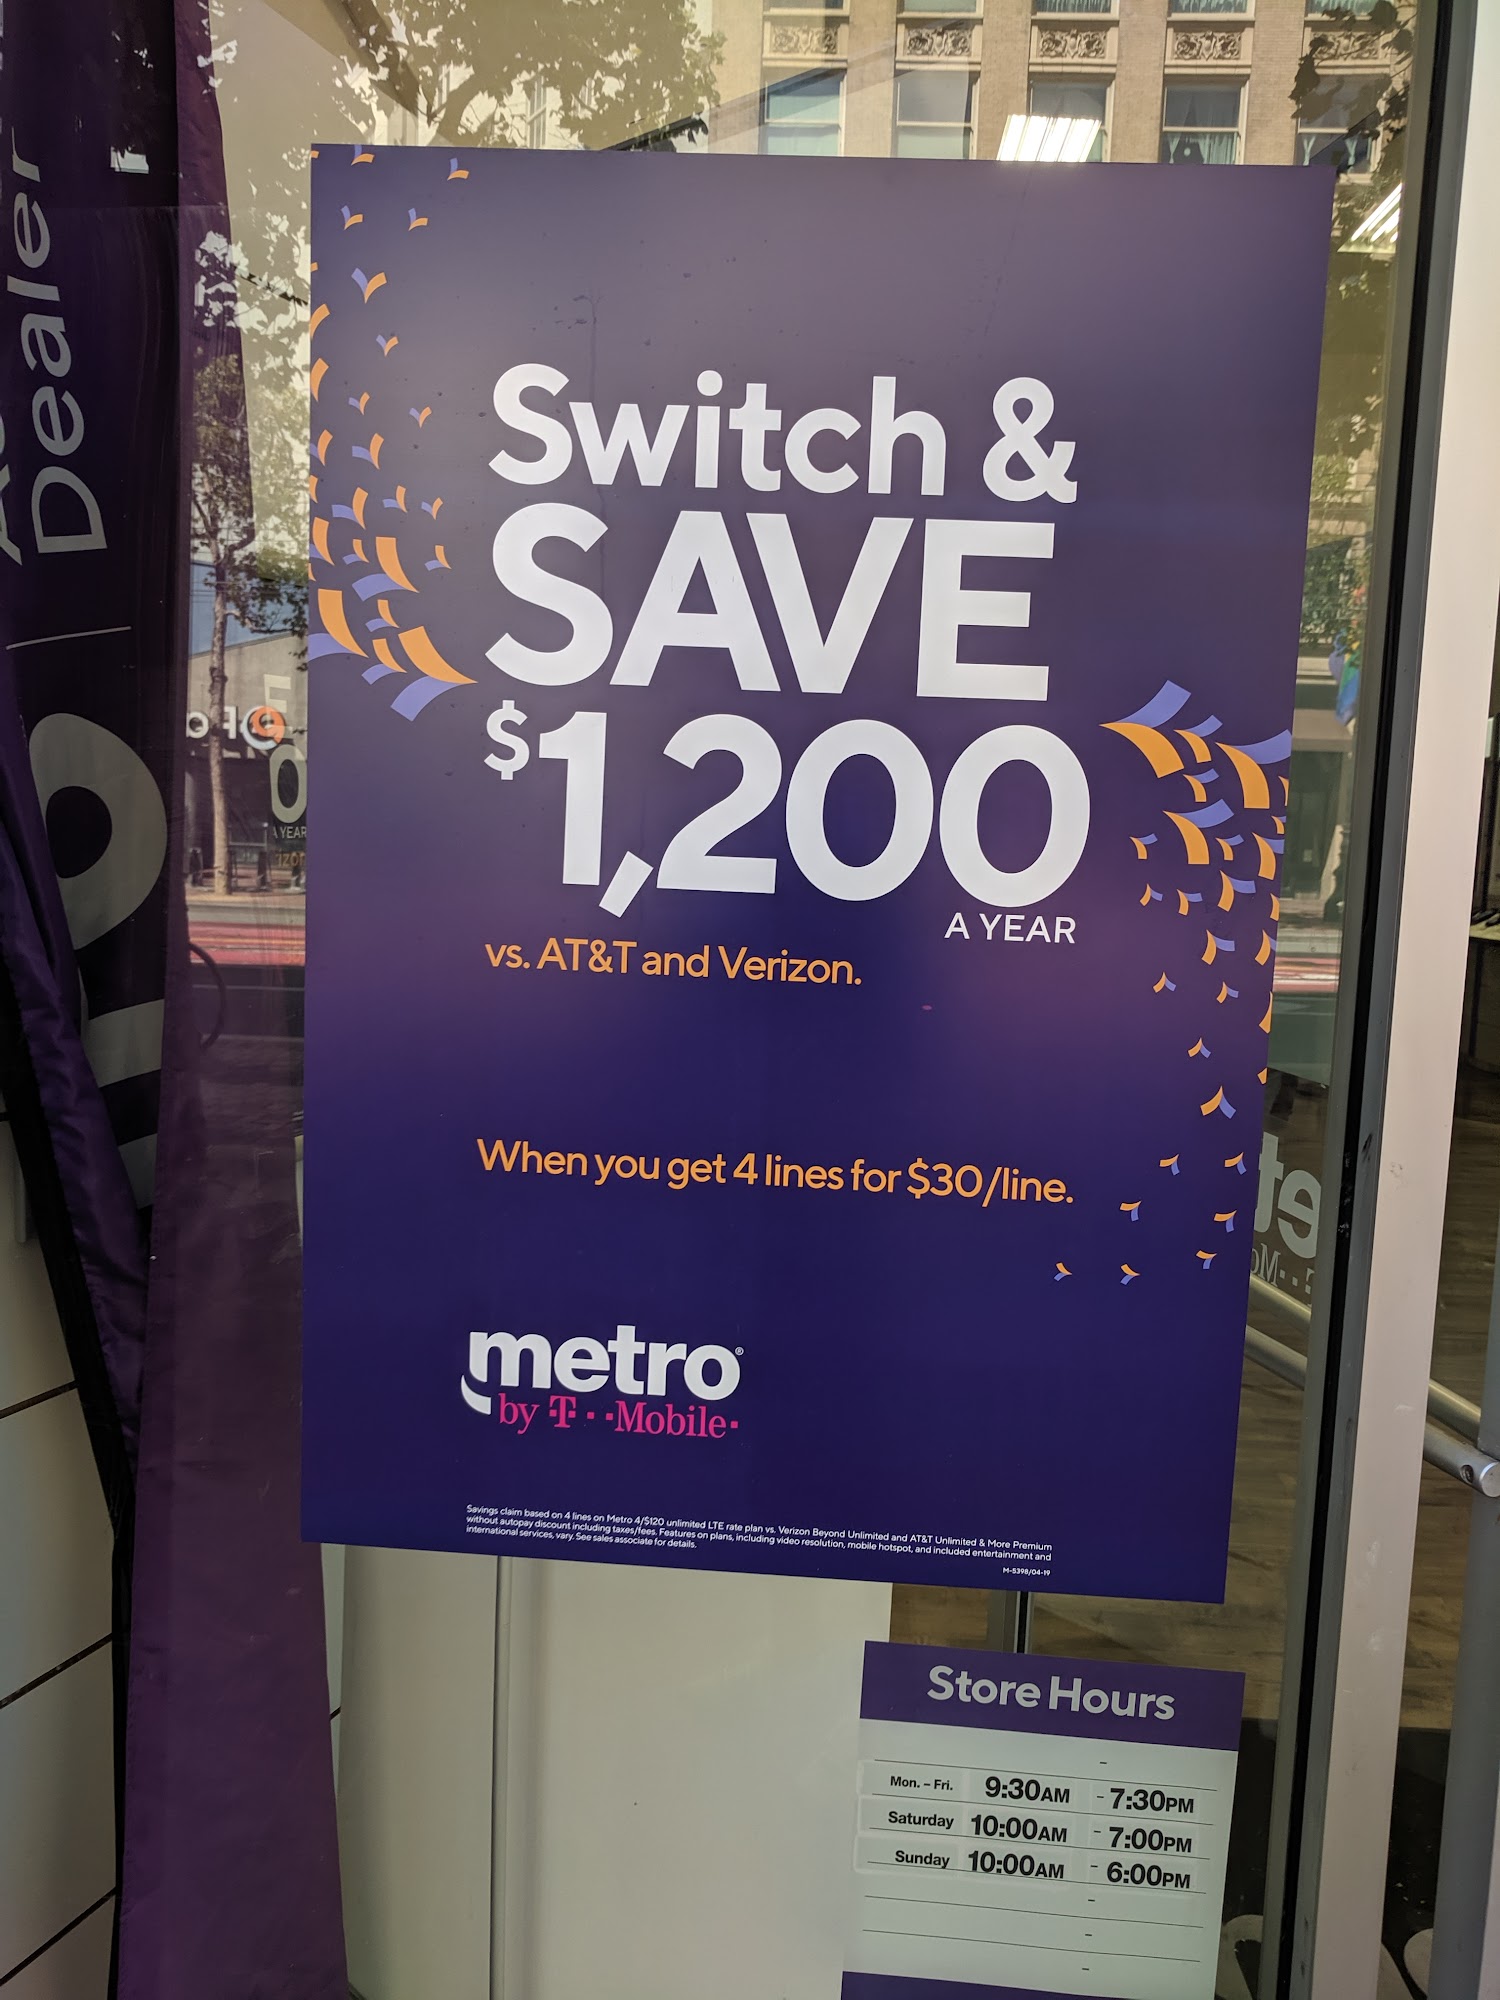 Dealer
Switch &
SAVE
$1,200
A YEAR
vs. AT&T and Verizon.
When you get 4 lines for $30/line.
metro®
by T··Mobile·
Savings claim based on 4 lines on Metro 4/$120 unlimited LTE rate plan vs. Verizon Beyond Unlimited and AT&T Unlimited & More Premium
without autopay discount including taxes/fees. Features on plans, including video resolution, mobile hotspot, and included entertainment and
international services, vary. See sales associate for details.
M-5398/04-19
Store Hours
-
Mon. – Fri. 9:30AM - 7:30PM
Saturday 10:00AM - 7:00PM
Sunday 10:00AM - 6:00PM
-
-
-